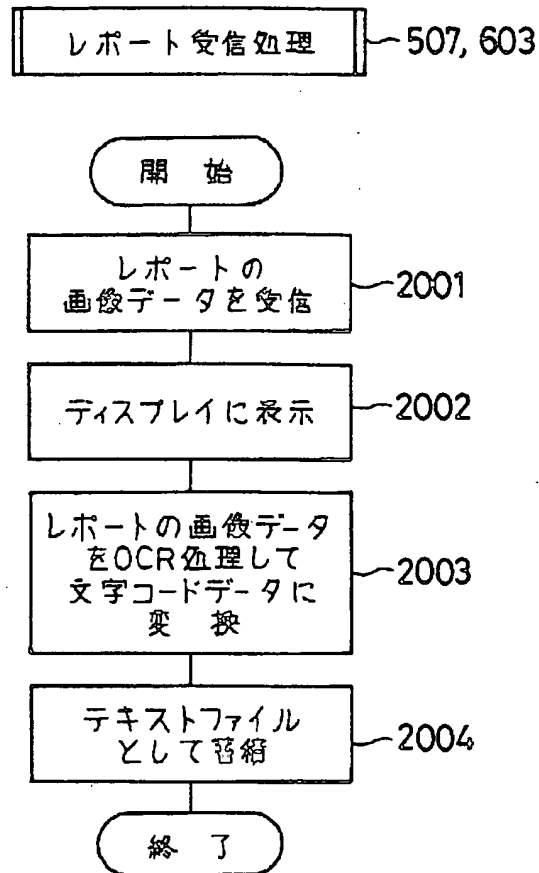 レポート受信処理 507, 603
開 始
レポートの
画像データを受信 2001
ディスプレイに表示 2002
レポートの画像データ
をOCR処理して
文字コードデータに
変 換 2003
テキストファイル
として蓄積 2004
終 了